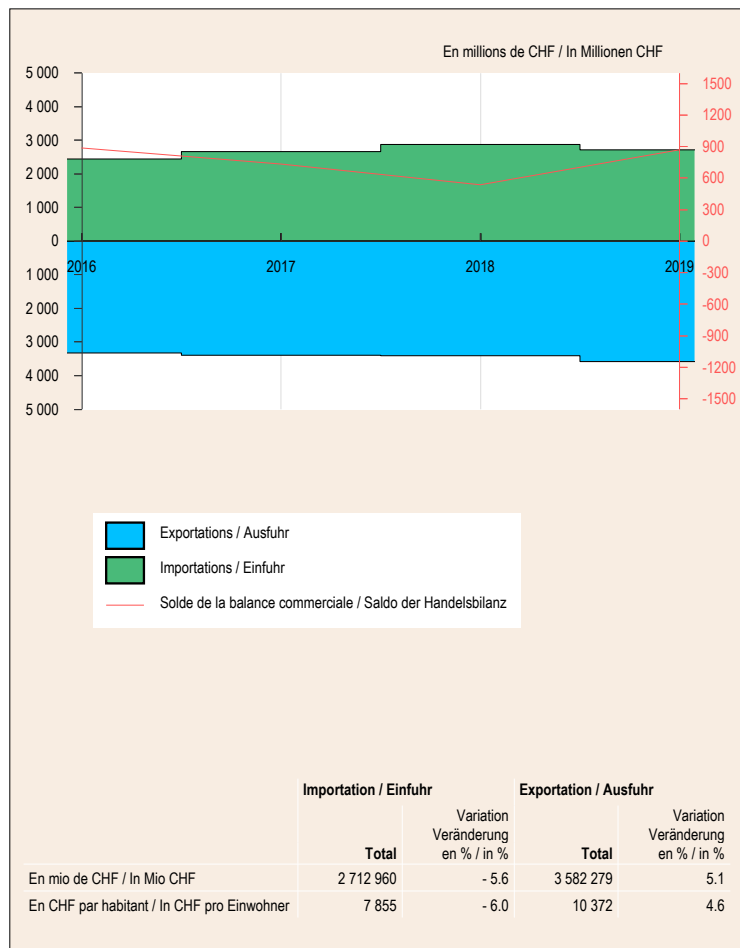 En millions de CHF / In Millionen CHF
5 000
4 000
3 000
2 000
1 000
0
1 000
2 000
3 000
4 000
5 000
1500
1200
900
600
300
0
-300
-600
-900
-1200
-1500
2016 2017 2018 2019
Exportations / Ausfuhr
Importations / Einfuhr
Solde de la balance commerciale / Saldo der Handelsbilanz
Importation / Einfuhr Exportation / Ausfuhr
Variation Variation
Veränderung Veränderung
Total en % / in % Total en % / in %
En mio de CHF / In Mio CHF 2 712 960 - 5.6 3 582 279 5.1
En CHF par habitant / In CHF pro Einwohner 7 855 - 6.0 10 372 4.6